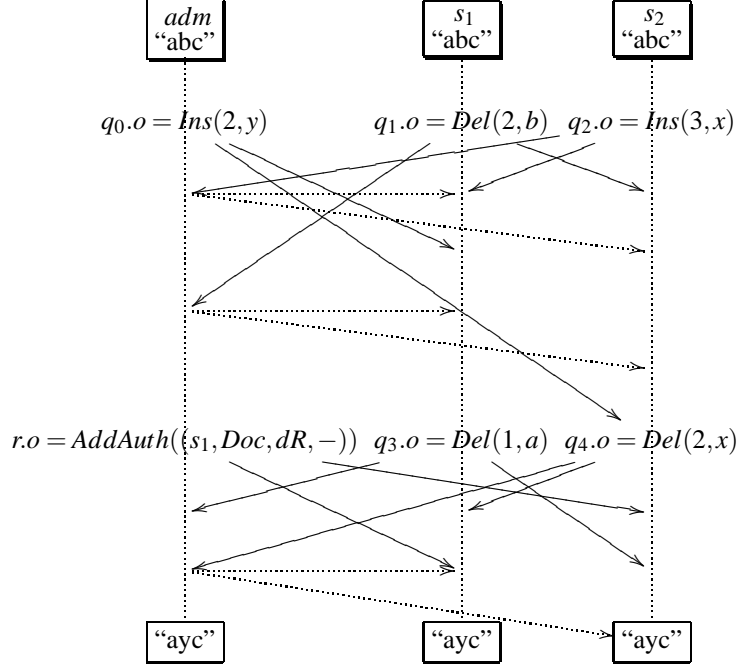 adm s₁ s₂
“abc” “abc” “abc”
q₀.o = Ins(2, y) q₁.o = Del(2, b) q₂.o = Ins(3, x)
r.o = AddAuth((s₁, Doc, dR, −)) q₃.o = Del(1, a) q₄.o = Del(2, x)
“ayc” “ayc” “ayc”